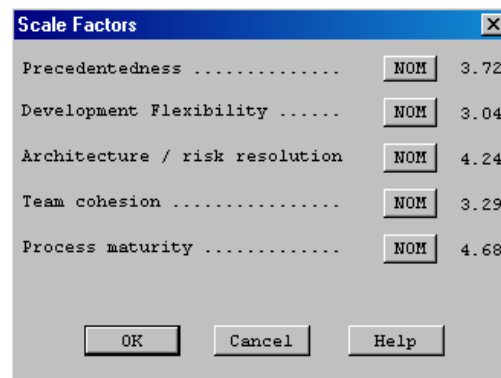 Scale Factors
Precedentedness .............. NOM 3.72
Development Flexibility ...... NOM 3.04
Architecture / risk resolution NOM 4.24
Team cohesion ................ NOM 3.29
Process maturity ............. NOM 4.68
OK Cancel Help